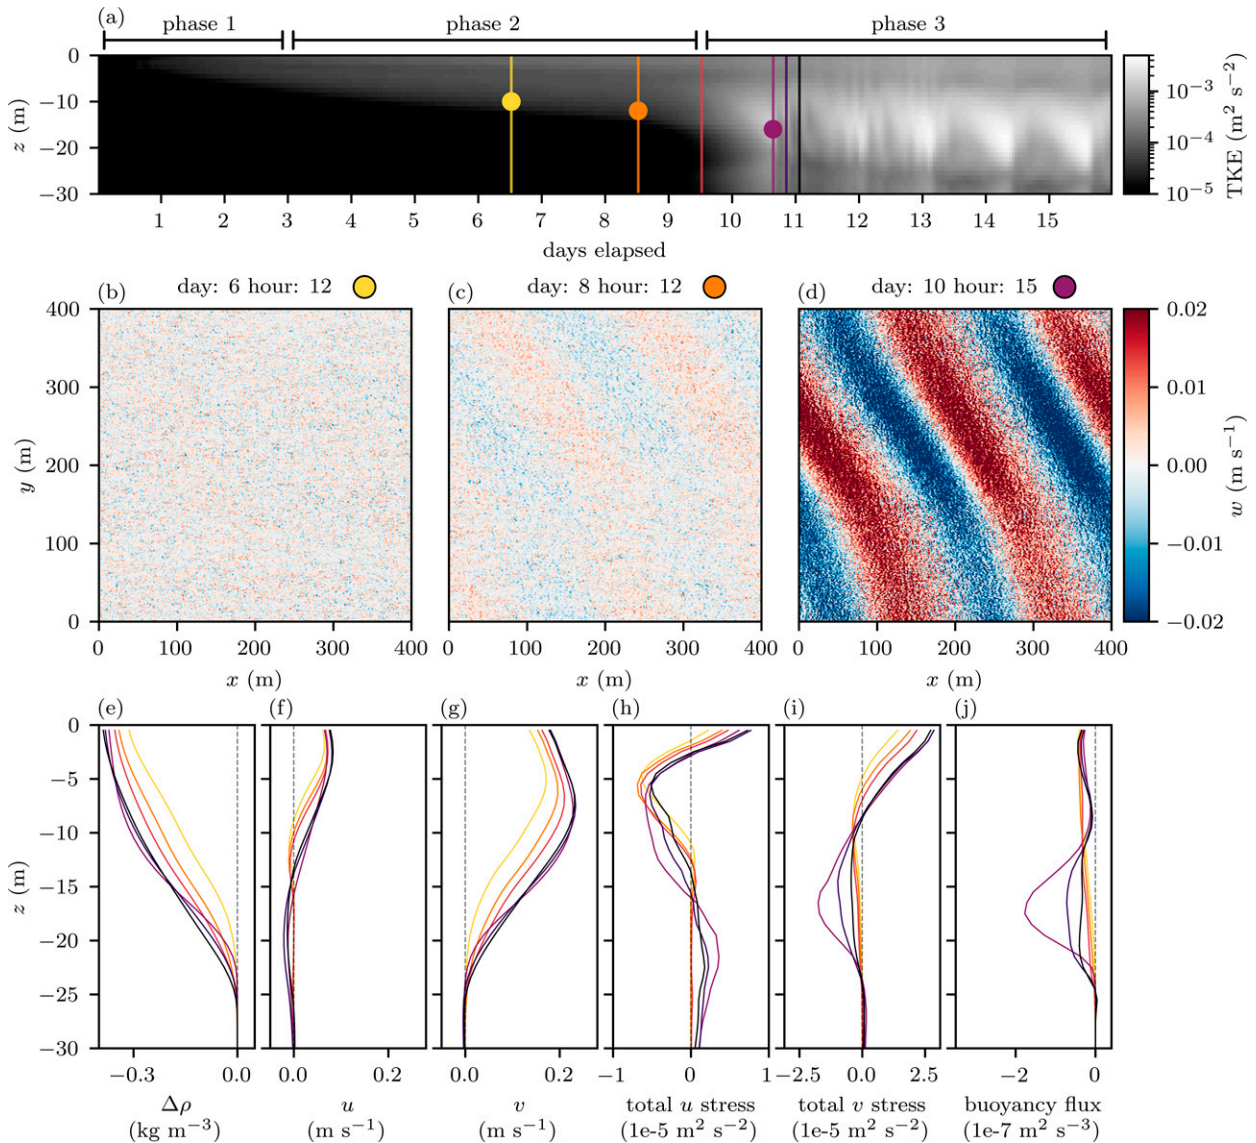 (a)
phase 1
phase 2
phase 3
0
−10
−20
−30
z (m)
1 2 3 4 5 6 7 8 9 10 11 12 13 14 15
days elapsed
10−3
10−4
10−5
TKE (m2 s−2)
(b) day: 6 hour: 12
(c) day: 8 hour: 12
(d) day: 10 hour: 15
400
300
200
100
0
y (m)
0 100 200 300 400
x (m)
0 100 200 300 400
x (m)
0 100 200 300 400
x (m)
0.02
0.01
0.00
−0.01
−0.02
w (m s−1)
(e) (f) (g) (h) (i) (j)
0
−5
−10
−15
−20
−25
−30
z (m)
−0.3 0.0
Δρ
(kg m−3)
0.0 0.2
u
(m s−1)
0.0 0.2
v
(m s−1)
−1 0 1
total u stress
(1e-5 m2 s−2)
−2.5 0.0 2.5
total v stress
(1e-5 m2 s−2)
−2 0
buoyancy flux
(1e-7 m2 s−3)